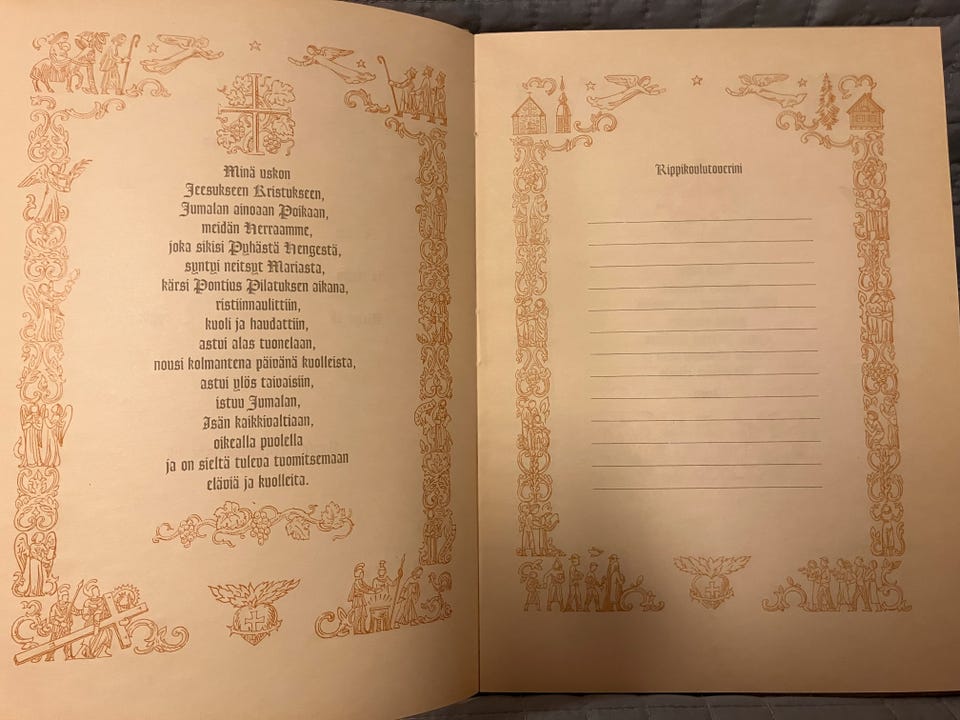 Minä uskon
Jeesukseen Kristukseen,
Jumalan ainoaan Poikaan,
meidän Herraamme,
joka sikisi Pyhästä Hengestä,
syntyi neitsyt Mariasta,
kärsi Pontius Pilatuksen aikana,
ristiinnaulittiin,
kuoli ja haudattiin,
astui alas tuonelaan,
nousi kolmantena päivänä kuolleista,
astui ylös taivaisiin,
istuu Jumalan,
Isän kaikkivaltiaan,
oikealla puolella
ja on sieltä tuleva tuomitsemaan
eläviä ja kuolleita.
Rippikoulutoverini